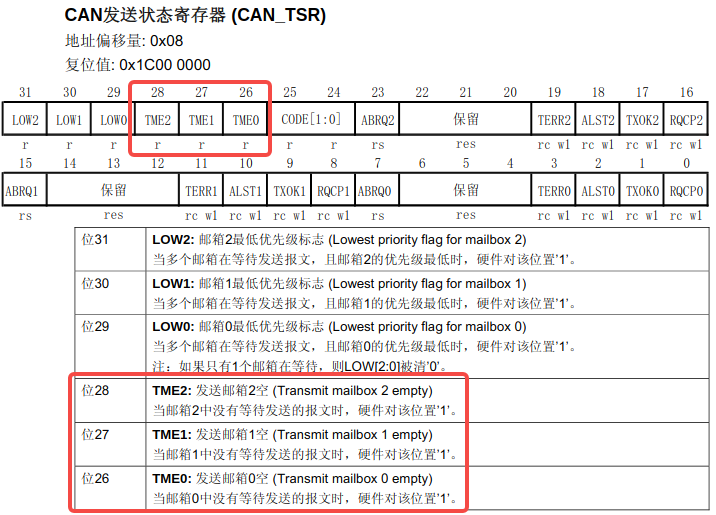 CAN发送状态寄存器 (CAN_TSR)
地址偏移量: 0x08
复位值: 0x1C00 0000
31 30 29 28 27 26 25 24 23 22 21 20 19 18 17 16
LOW2 LOW1 LOW0 TME2 TME1 TME0 CODE[1:0] ABRQ2 保留 TERR2 ALST2 TXOK2 RQCP2
r r r r r r r r rs res rc w1 rc w1 rc w1 rc w1
15 14 13 12 11 10 9 8 7 6 5 4 3 2 1 0
ABRQ1 保留 TERR1 ALST1 TXOK1 RQCP1 ABRQ0 保留 TERR0 ALST0 TXOK0 RQCP0
rs res rc w1 rc w1 rc w1 rc w1 rs res rc w1 rc w1 rc w1 rc w1
位31 LOW2: 邮箱2最低优先级标志 (Lowest priority flag for mailbox 2)
当多个邮箱在等待发送报文，且邮箱2的优先级最低时，硬件对该位置'1'。
位30 LOW1: 邮箱1最低优先级标志 (Lowest priority flag for mailbox 1)
当多个邮箱在等待发送报文，且邮箱1的优先级最低时，硬件对该位置'1'。
位29 LOW0: 邮箱0最低优先级标志 (Lowest priority flag for mailbox 0)
当多个邮箱在等待发送报文，且邮箱0的优先级最低时，硬件对该位置'1'。
注：如果只有1个邮箱在等待，则LOW[2:0]被清'0'。
位28 TME2: 发送邮箱2空 (Transmit mailbox 2 empty)
当邮箱2中没有等待发送的报文时，硬件对该位置'1'。
位27 TME1: 发送邮箱1空 (Transmit mailbox 1 empty)
当邮箱1中没有等待发送的报文时，硬件对该位置'1'。
位26 TME0: 发送邮箱0空 (Transmit mailbox 0 empty)
当邮箱0中没有等待发送的报文时，硬件对该位置'1'。